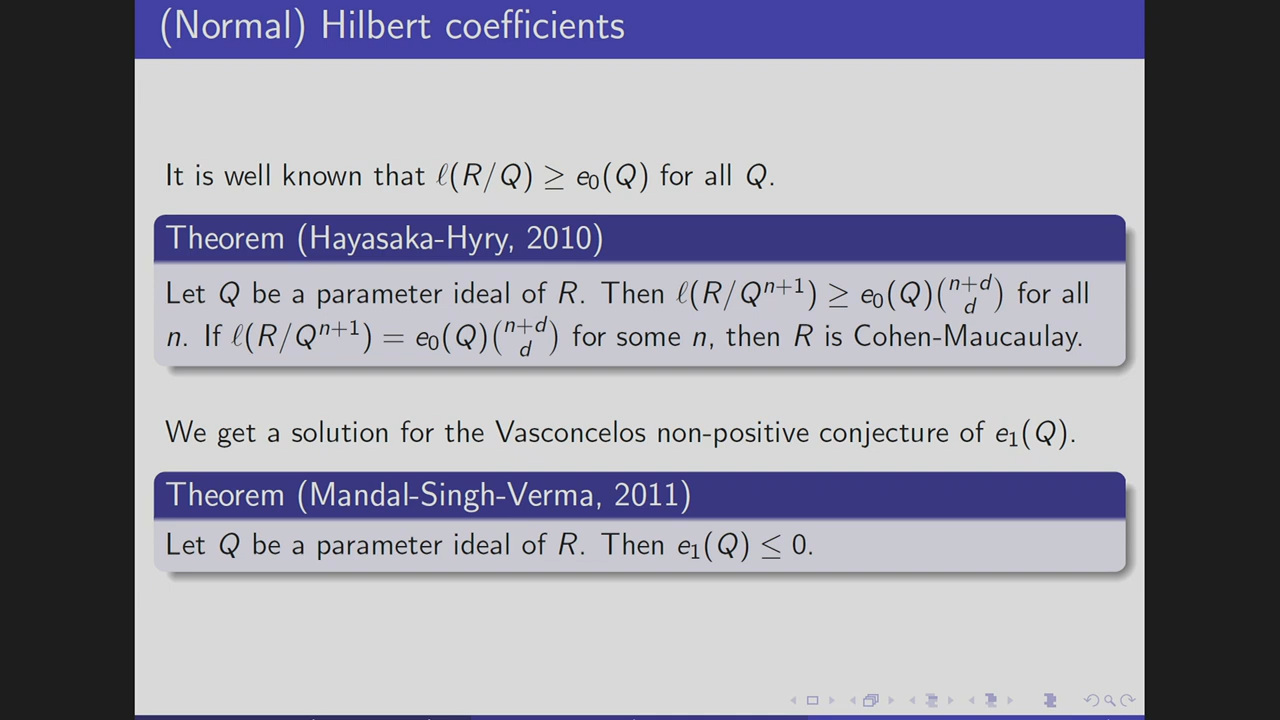 (Normal) Hilbert coefficients
It is well known that ℓ(R/Q) ≥ e₀(Q) for all Q.
Theorem (Hayasaka-Hyry, 2010)
Let Q be a parameter ideal of R. Then ℓ(R/Qⁿ⁺¹) ≥ e₀(Q)(n+d d) for all
n. If ℓ(R/Qⁿ⁺¹) = e₀(Q)(n+d d) for some n, then R is Cohen-Maucaulay.
We get a solution for the Vasconcelos non-positive conjecture of e₁(Q).
Theorem (Mandal-Singh-Verma, 2011)
Let Q be a parameter ideal of R. Then e₁(Q) ≤ 0.